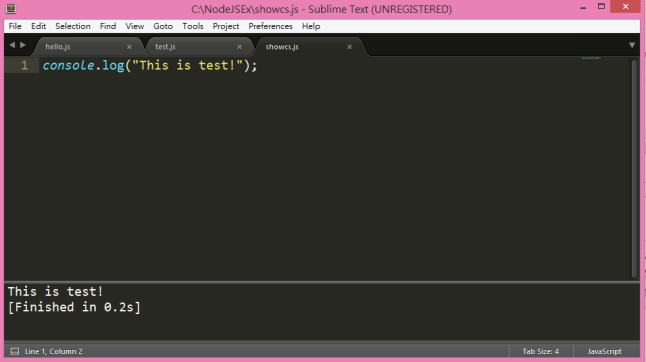 C:\NodeJSEx\showcs.js - Sublime Text (UNREGISTERED)
File Edit Selection Find View Goto Tools Project Preferences Help
hello.js test.js showcs.js
1 console.log("This is test!");
This is test!
[Finished in 0.2s]
Line 1, Column 2 Tab Size: 4 JavaScript